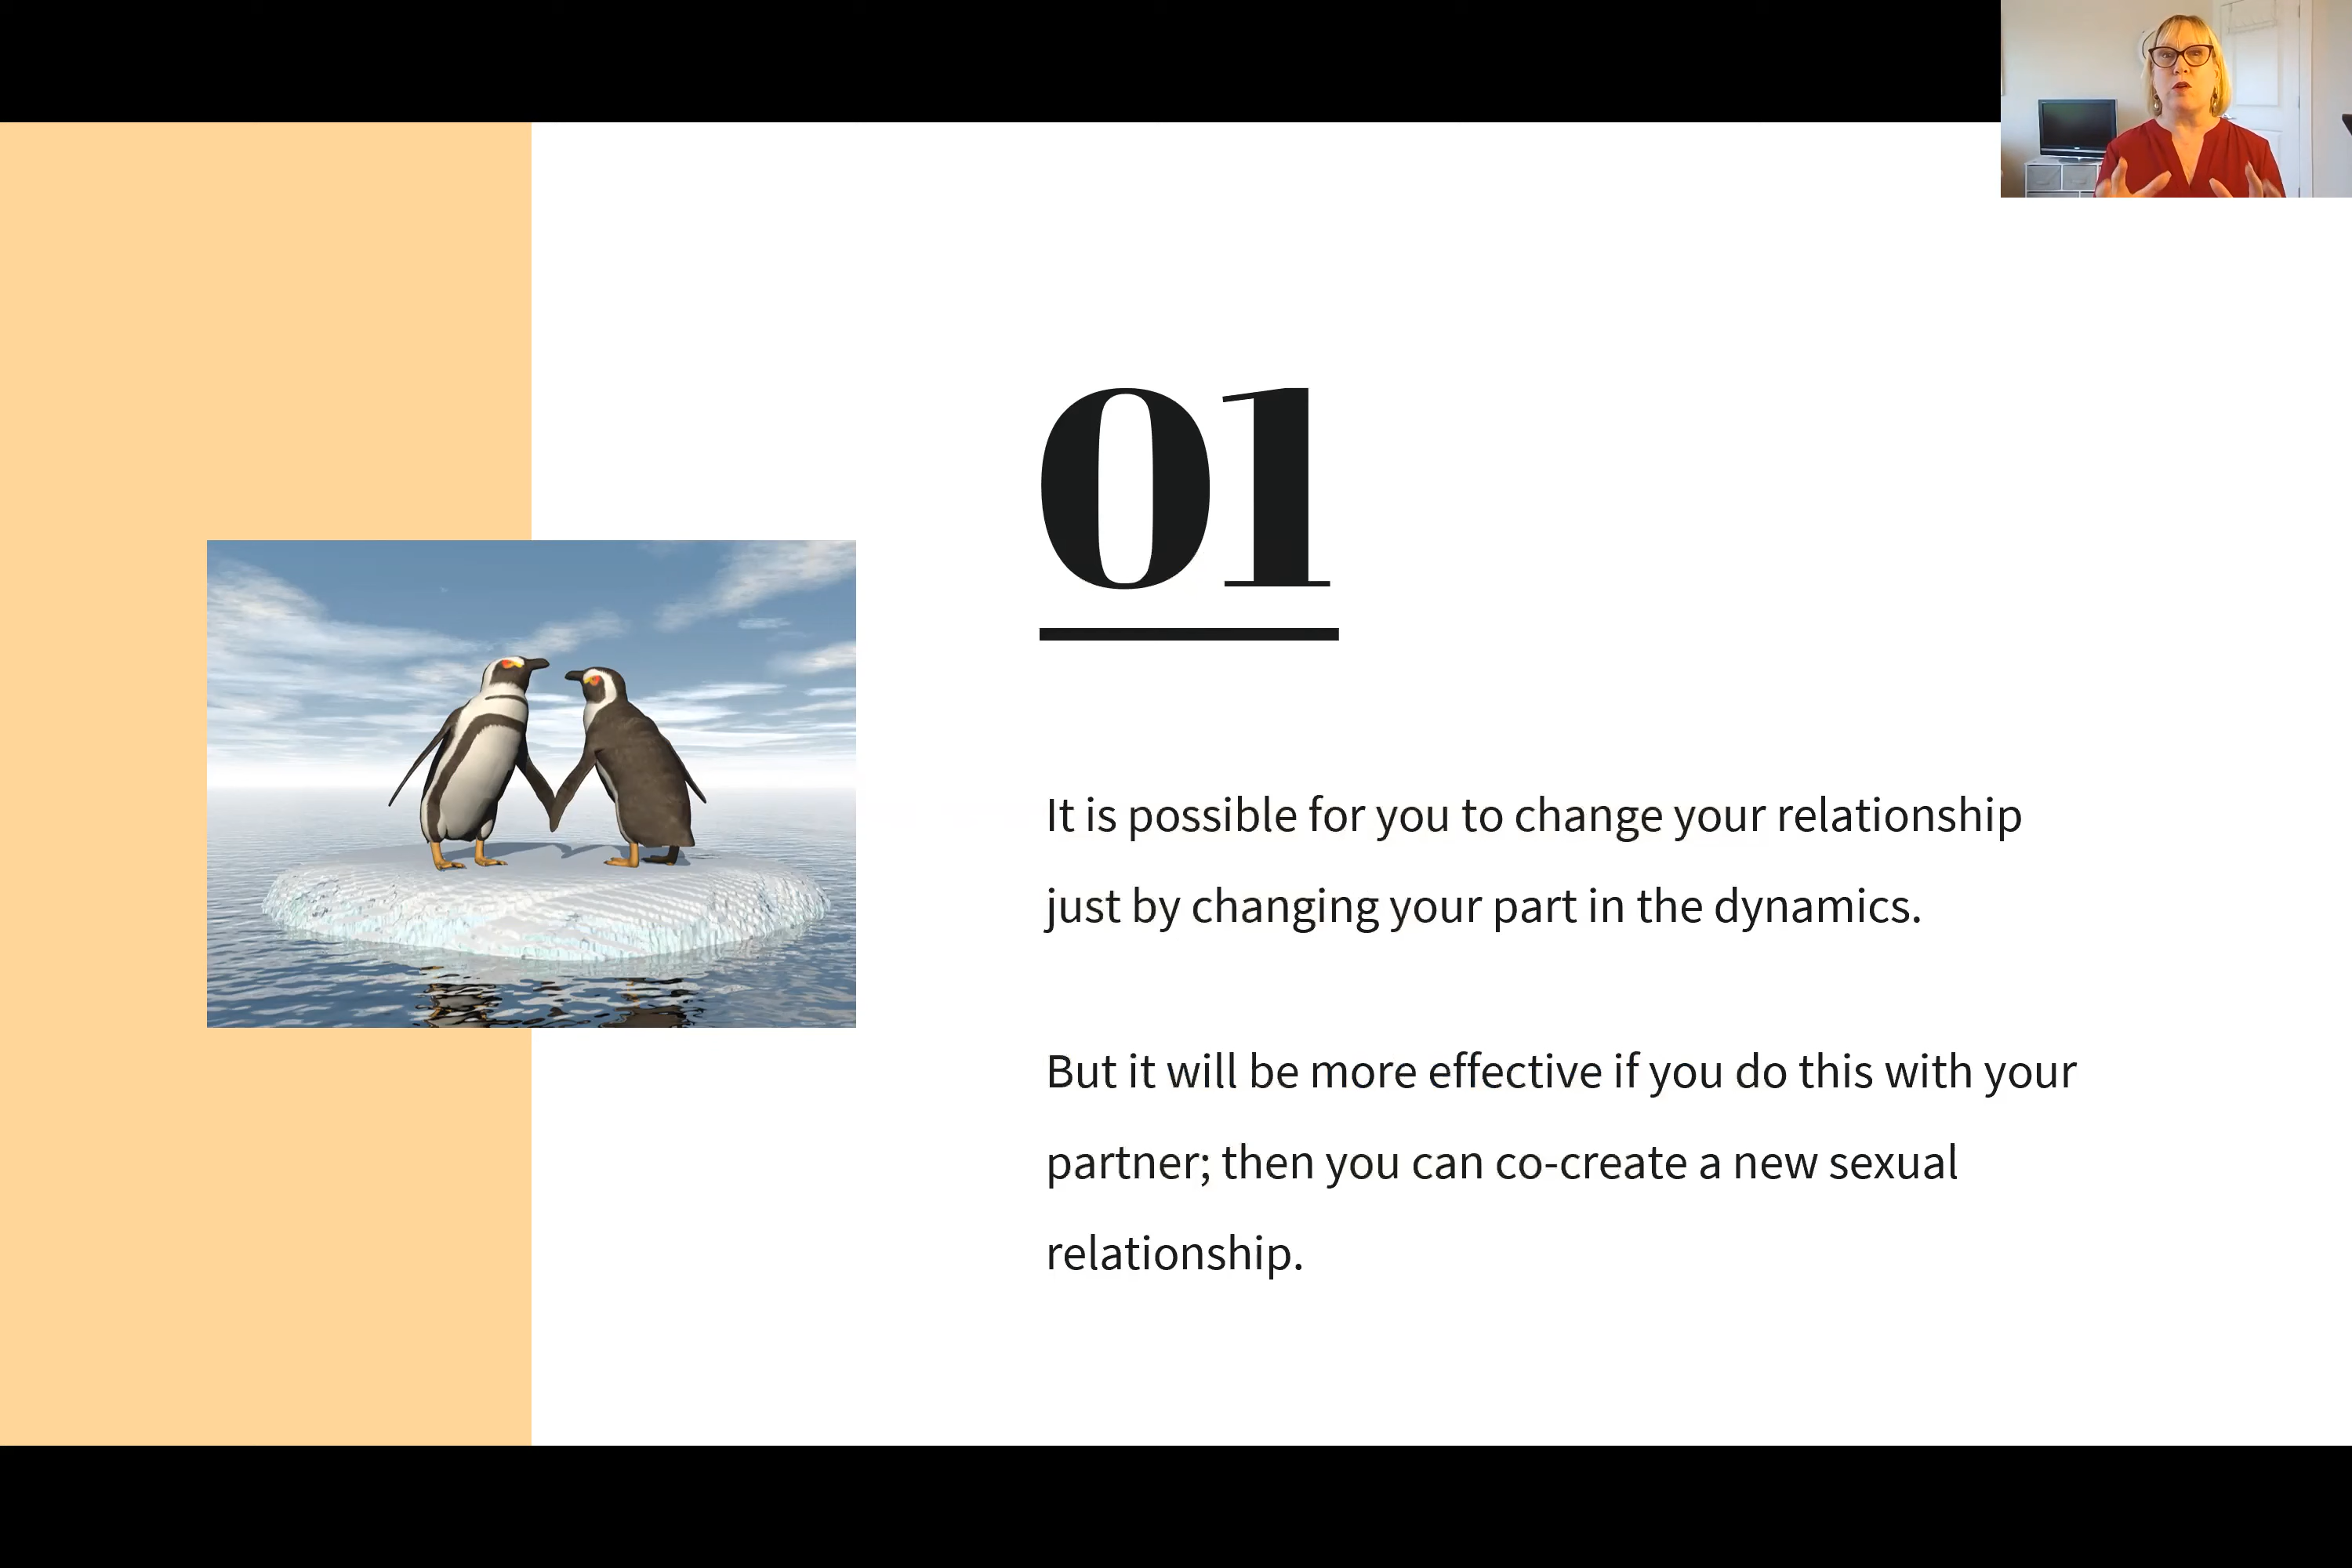 01
It is possible for you to change your relationship
just by changing your part in the dynamics.
But it will be more effective if you do this with your
partner; then you can co-create a new sexual
relationship.